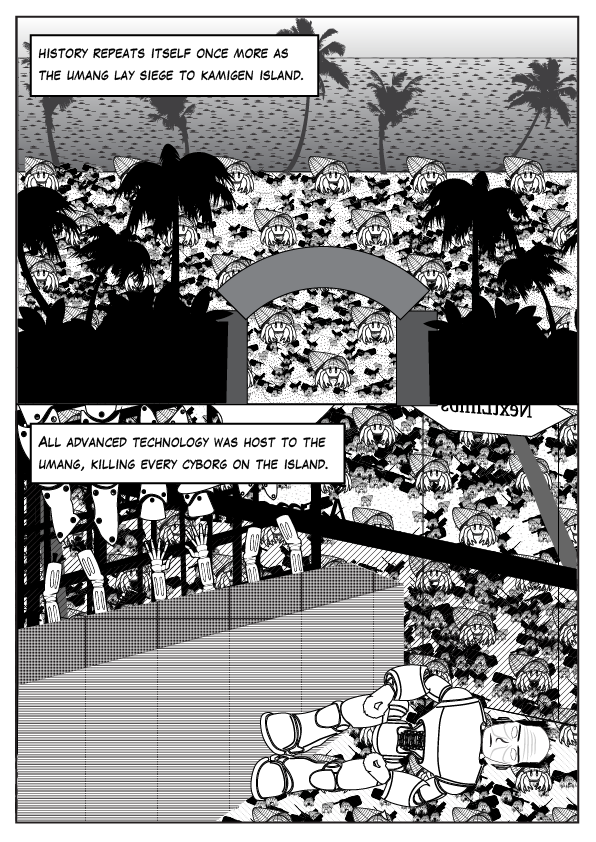 HISTORY REPEATS ITSELF ONCE MORE AS
THE UMANG LAY SIEGE TO KAMIGEN ISLAND.
ALL ADVANCED TECHNOLOGY WAS HOST TO THE
UMANG, KILLING EVERY CYBORG ON THE ISLAND.
NexLimbs